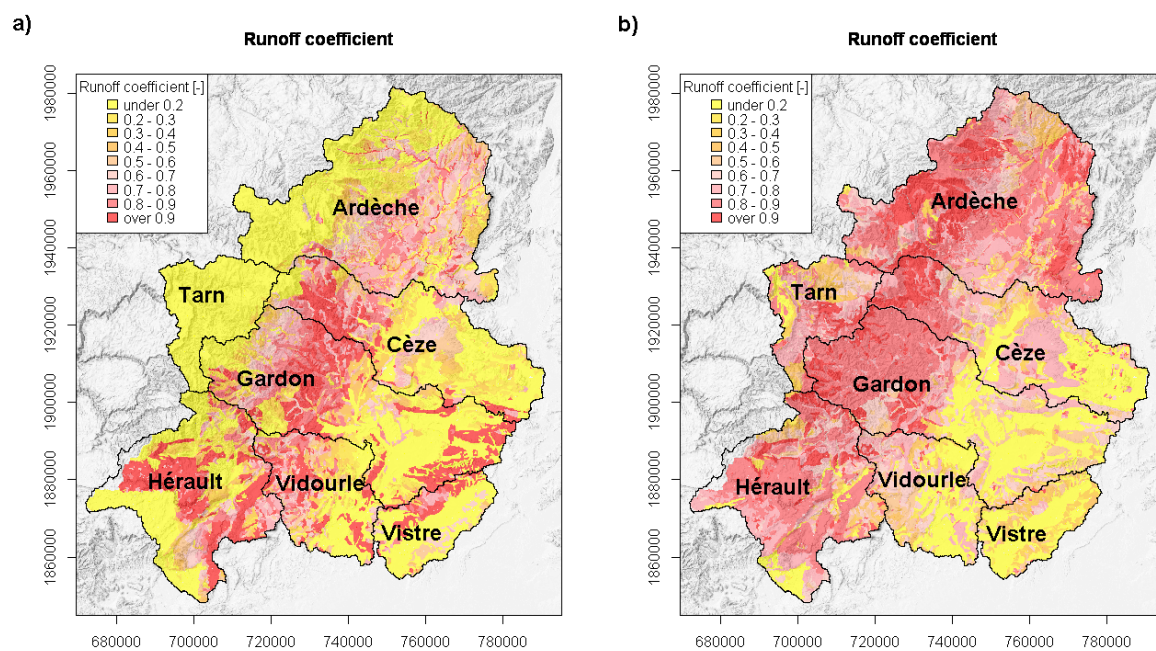 a)
Runoff coefficient
Runoff coefficient [-]
under 0.2
0.2 - 0.3
0.3 - 0.4
0.4 - 0.5
0.5 - 0.6
0.6 - 0.7
0.7 - 0.8
0.8 - 0.9
over 0.9
1980000
1960000
1940000
1920000
1900000
1880000
1860000
Ardèche
Tarn
Cèze
Gardon
Hérault
Vidourle
Vistre
680000 700000 720000 740000 760000 780000
b)
Runoff coefficient
Runoff coefficient [-]
under 0.2
0.2 - 0.3
0.3 - 0.4
0.4 - 0.5
0.5 - 0.6
0.6 - 0.7
0.7 - 0.8
0.8 - 0.9
over 0.9
1980000
1960000
1940000
1920000
1900000
1880000
1860000
Ardèche
Tarn
Cèze
Gardon
Hérault
Vidourle
Vistre
680000 700000 720000 740000 760000 780000